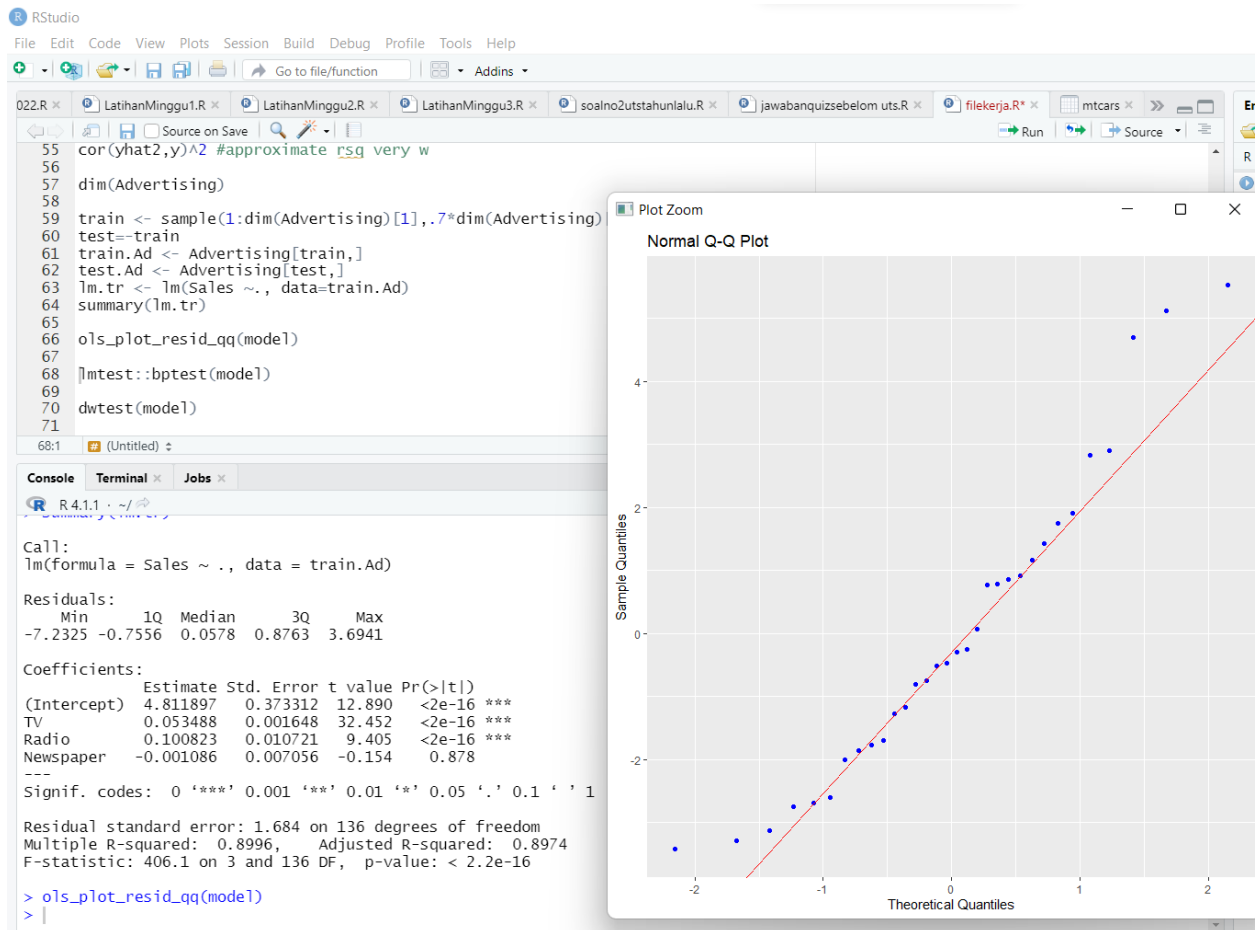 RStudio
File Edit Code View Plots Session Build Debug Profile Tools Help
Go to file/function Addins
022.R LatihanMinggu1.R LatihanMinggu2.R LatihanMinggu3.R soalno2utstahunlalu.R jawabanquizsebelom uts.R filekerja.R* mtcars
Source on Save Run Source
R
55 cor(yhat2,y)^2 #approximate rsq very w
56
57 dim(Advertising)
58
59 train <- sample(1:dim(Advertising)[1],.7*dim(Advertising)
60 test=-train
61 train.Ad <- Advertising[train,]
62 test.Ad <- Advertising[test,]
63 lm.tr <- lm(Sales ~., data=train.Ad)
64 summary(lm.tr)
65
66 ols_plot_resid_qq(model)
67
68 lmtest::bptest(model)
69
70 dwtest(model)
71
68:1 # (Untitled)
Console Terminal Jobs
R R 4.1.1 · ~/
> summary(lm.tr)
Call:
lm(formula = Sales ~ ., data = train.Ad)
Residuals:
Min 1Q Median 3Q Max
-7.2325 -0.7556 0.0578 0.8763 3.6941
Coefficients:
Estimate Std. Error t value Pr(>|t|)
(Intercept) 4.811897 0.373312 12.890 <2e-16 ***
TV 0.053488 0.001648 32.452 <2e-16 ***
Radio 0.100823 0.010721 9.405 <2e-16 ***
Newspaper -0.001086 0.007056 -0.154 0.878
---
Signif. codes: 0 ‘***’ 0.001 ‘**’ 0.01 ‘*’ 0.05 ‘.’ 0.1 ‘ ’ 1
Residual standard error: 1.684 on 136 degrees of freedom
Multiple R-squared: 0.8996, Adjusted R-squared: 0.8974
F-statistic: 406.1 on 3 and 136 DF, p-value: < 2.2e-16
> ols_plot_resid_qq(model)
>
Plot Zoom
Normal Q-Q Plot
Sample Quantiles
4
2
0
-2
-2 -1 0 1 2
Theoretical Quantiles